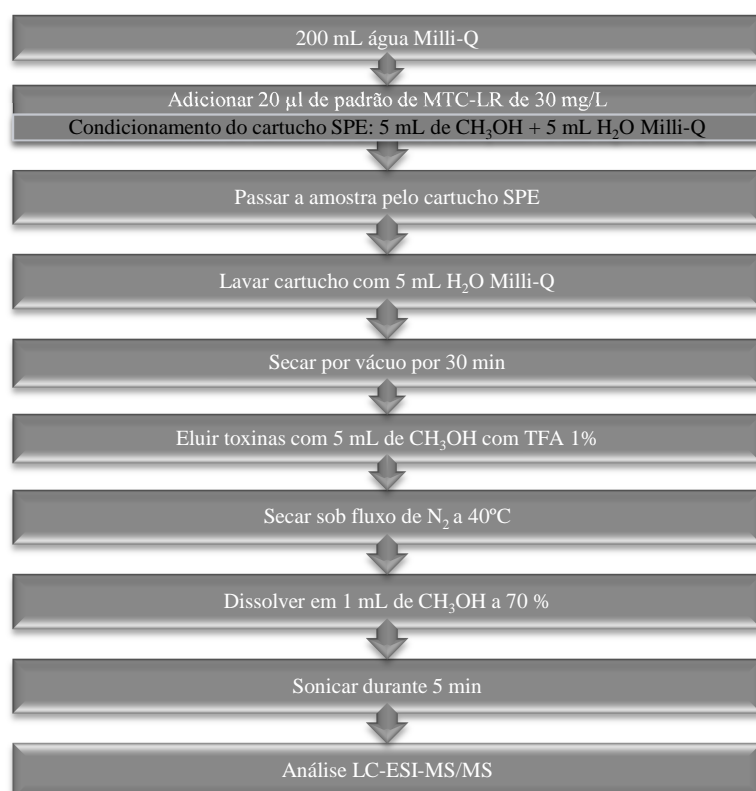 200 mL água Milli-Q
Adicionar 20 µl de padrão de MTC-LR de 30 mg/L
Condicionamento do cartucho SPE: 5 mL de CH₃OH + 5 mL H₂O Milli-Q
Passar a amostra pelo cartucho SPE
Lavar cartucho com 5 mL H₂O Milli-Q
Secar por vácuo por 30 min
Eluir toxinas com 5 mL de CH₃OH com TFA 1%
Secar sob fluxo de N₂ a 40ºC
Dissolver em 1 mL de CH₃OH a 70 %
Sonicar durante 5 min
Análise LC-ESI-MS/MS